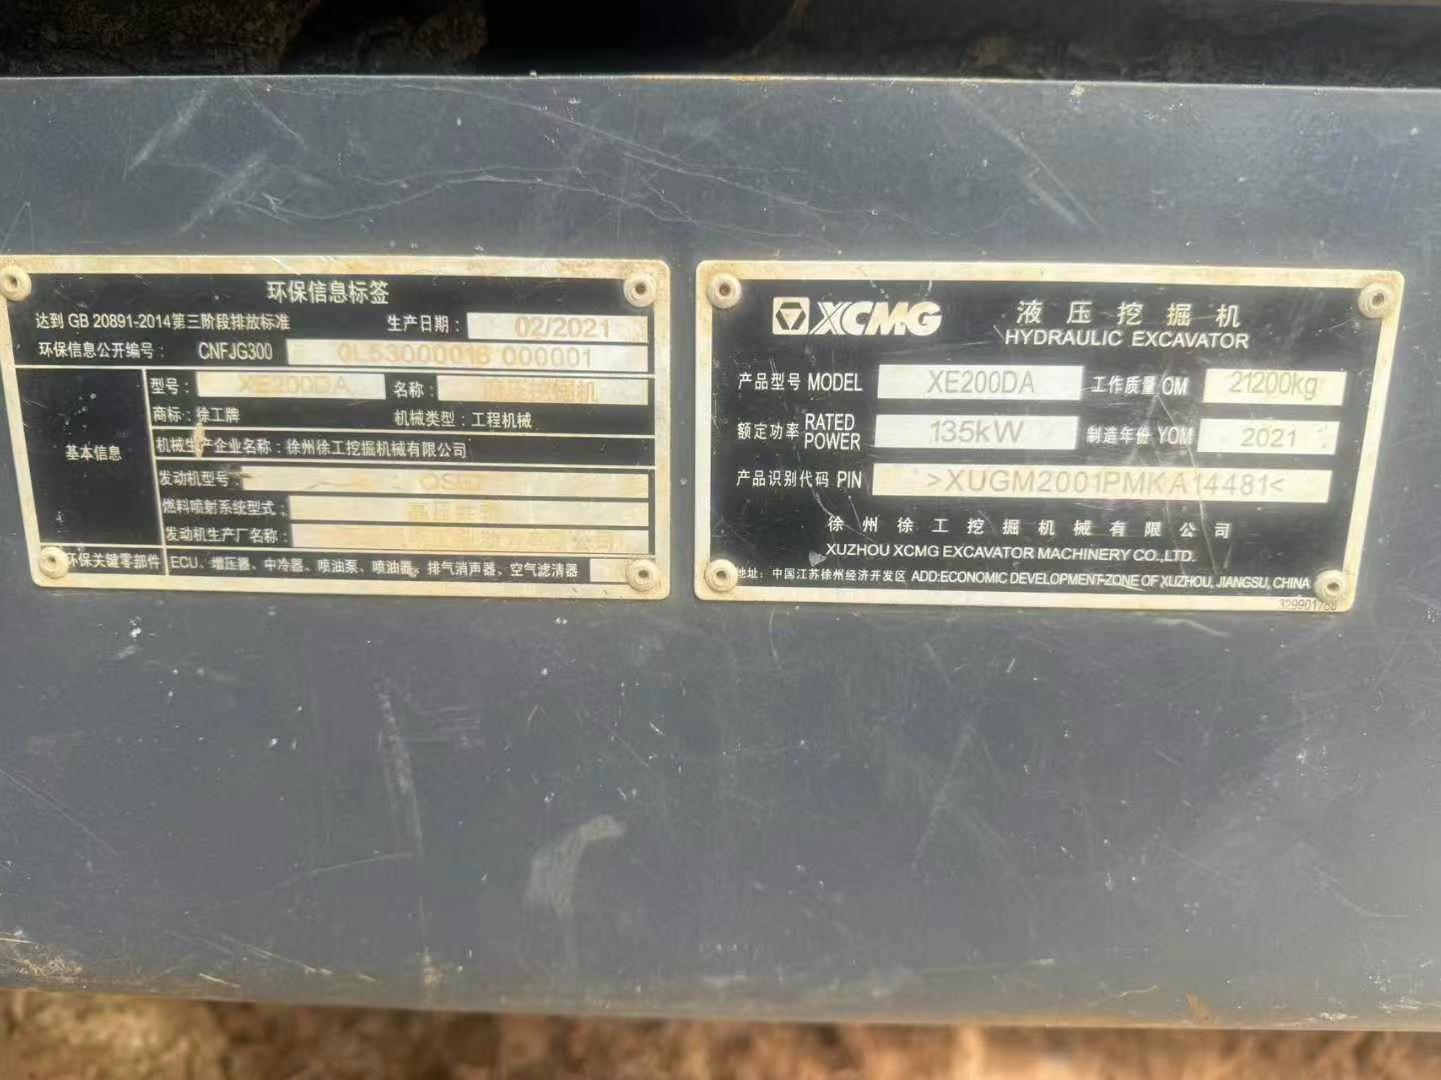 环保信息标签
达到 GB 20891-2014第三阶段排放标准 生产日期： 02/2021
环保信息公开编号： CNFJG300 GL53000016 000001
基本信息
型号： XE200DA 名称： 液压挖掘机
商标：徐工牌 机械类型：工程机械
机械生产企业名称：徐州徐工挖掘机械有限公司
发动机型号：
燃料喷射系统型式：
发动机生产厂名称： 有限公司
环保关键零部件 ECU、增压器、中冷器、喷油泵、喷油器、排气消声器、空气滤清器
XCMG
液压挖掘机
HYDRAULIC EXCAVATOR
产品型号 MODEL XE200DA 工作质量 OM 21200kg
额定功率 RATED POWER 135kW 制造年份 YOM 2021
产品识别代码 PIN >XUGM2001PMKA14481<
徐州徐工挖掘机械有限公司
XUZHOU XCMG EXCAVATOR MACHINERY CO.,LTD.
地址：中国江苏徐州经济开发区 ADD:ECONOMIC DEVELOPMENT-ZONE OF XUZHOU, JIANGSU, CHINA